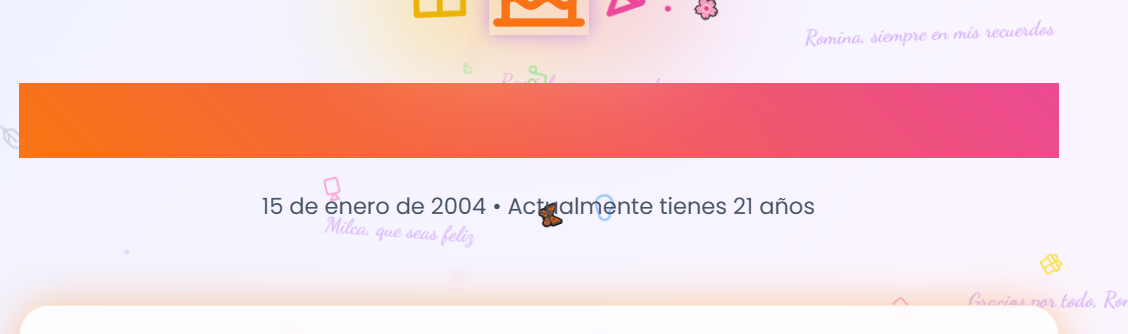 Romina, siempre en mis recuerdos
15 de enero de 2004 • Actualmente tienes 21 años
Milca, que seas feliz
Gracias por todo, Rom